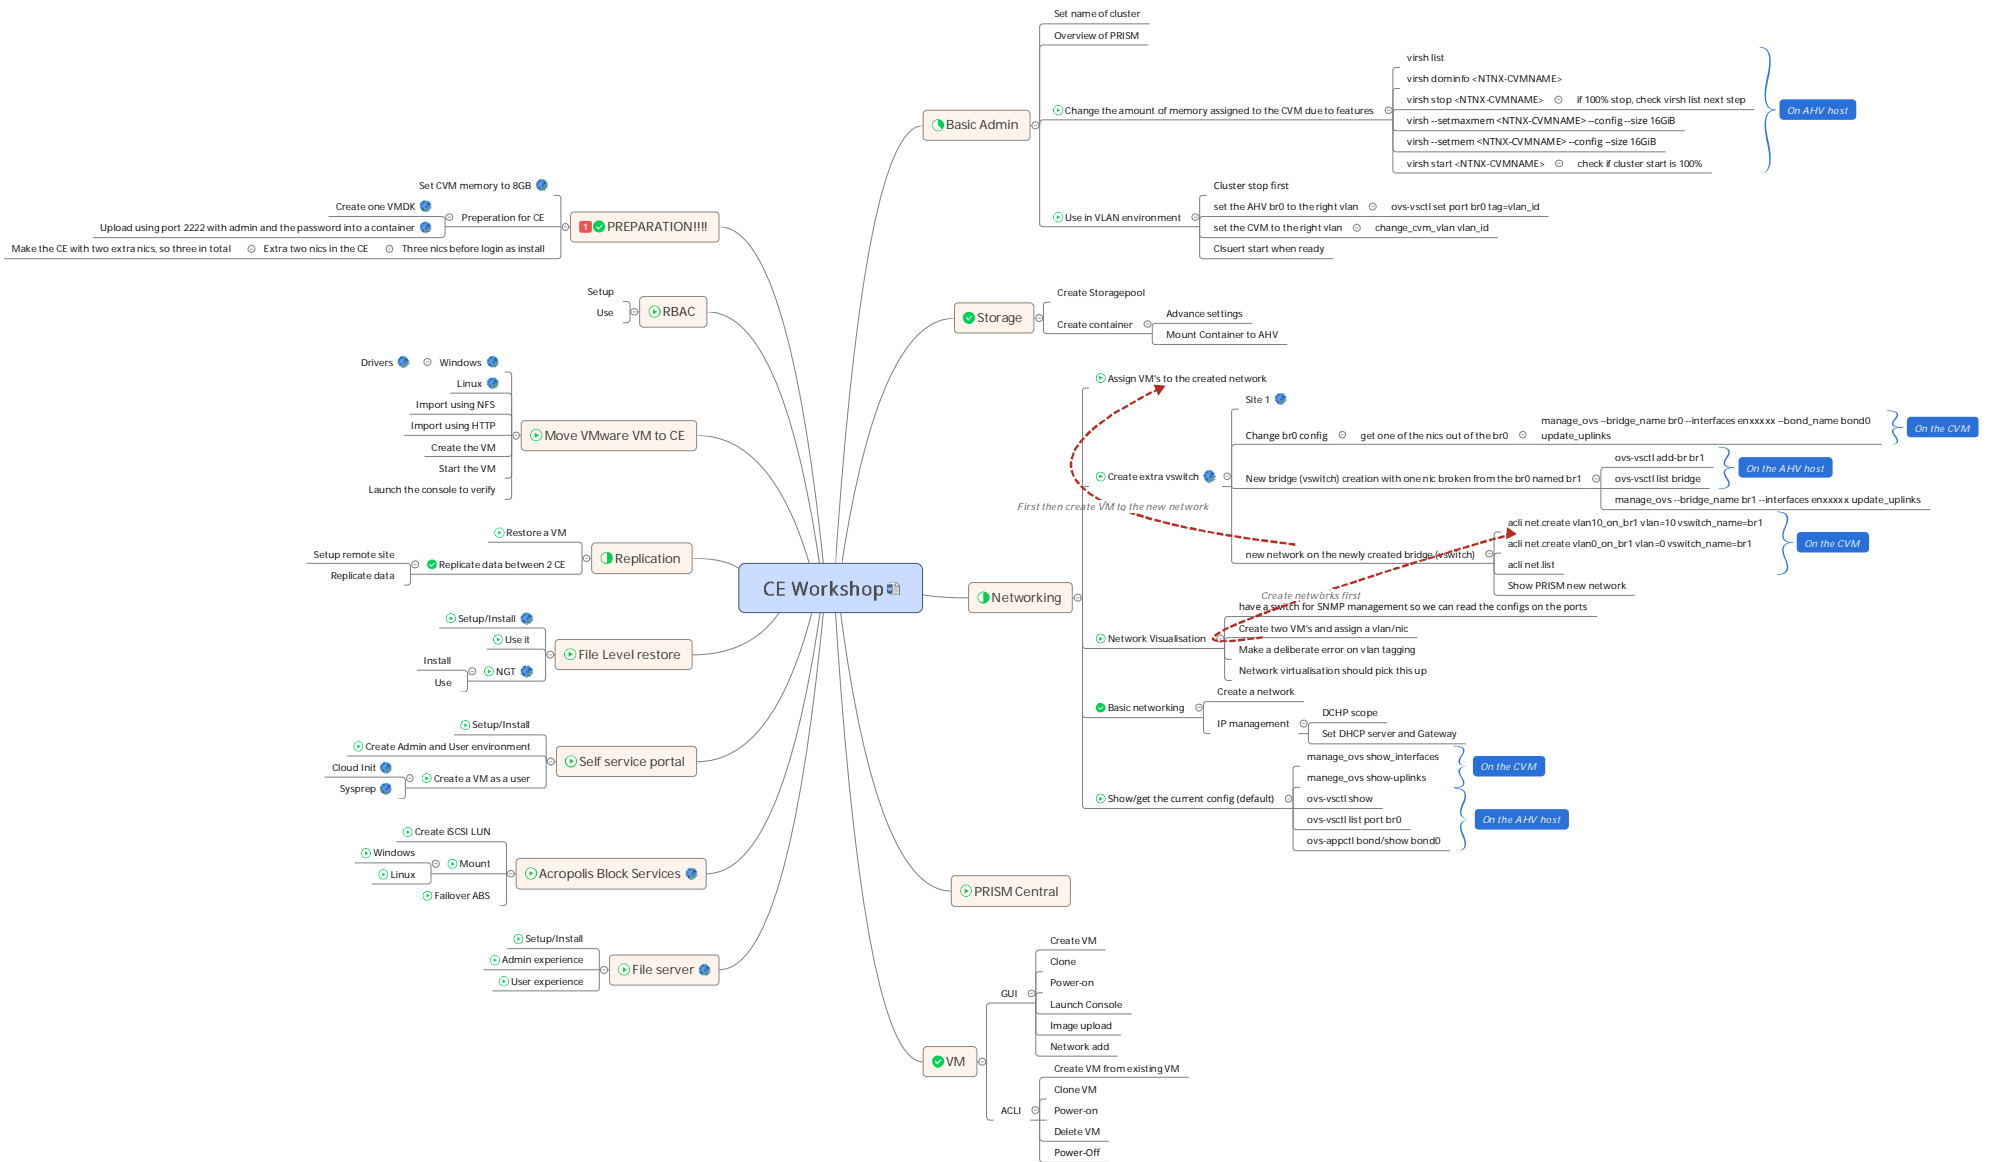 CE Workshop
Basic Admin
Set name of cluster
Overview of PRISM
Change the amount of memory assigned to the CVM due to features
virsh list
virsh dominfo <NTNX-CVMNAME>
virsh stop <NTNX-CVMNAME>
if 100% stop, check virsh list next step
virsh --setmaxmem <NTNX-CVMNAME> --config --size 16GiB
virsh --setmem <NTNX-CVMNAME> --config --size 16GiB
virsh start <NTNX-CVMNAME>
check if cluster start is 100%
On AHV host
Use in VLAN environment
Cluster stop first
set the AHV br0 to the right vlan
ovs-vsctl set port br0 tag=vlan_id
set the CVM to the right vlan
change_cvm_vlan vlan_id
Clsuert start when ready
Storage
Create Storagepool
Create container
Advance settings
Mount Container to AHV
Networking
Assign VM's to the created network
Create extra vswitch
Site 1
Change br0 config
get one of the nics out of the br0
manage_ovs --bridge_name br0 --interfaces enxxxxx --bond_name bond0
update_uplinks
On the CVM
New bridge (vswitch) creation with one nic broken from the br0 named br1
ovs-vsctl add-br br1
ovs-vsctl list bridge
On the AHV host
manage_ovs --bridge_name br1 --interfaces enxxxxx update_uplinks
First then create VM to the new network
new network on the newly created bridge (vswitch)
acli net.create vlan10_on_br1 vlan=10 vswitch_name=br1
acli net.create vlan0_on_br1 vlan=0 vswitch_name=br1
acli net.list
On the CVM
Show PRISM new network
Create networks first
Network Visualisation
have a switch for SNMP management so we can read the configs on the ports
Create two VM's and assign a vlan/nic
Make a deliberate error on vlan tagging
Network virtualisation should pick this up
Basic networking
Create a network
IP management
DCHP scope
Set DHCP server and Gateway
Show/get the current config (default)
manage_ovs show_interfaces
manege_ovs show-uplinks
On the CVM
ovs-vsctl show
ovs-vsctl list port br0
ovs-appctl bond/show bond0
On the AHV host
PRISM Central
VM
GUI
Create VM
Clone
Power-on
Launch Console
Image upload
Network add
ACLI
Create VM from existing VM
Clone VM
Power-on
Delete VM
Power-Off
1
PREPARATION!!!!
Set CVM memory to 8GB
Preperation for CE
Create one VMDK
Upload using port 2222 with admin and the password into a container
Three nics before login as install
Extra two nics in the CE
Make the CE with two extra nics, so three in total
RBAC
Setup
Use
Move VMware VM to CE
Windows
Drivers
Linux
Import using NFS
Import using HTTP
Create the VM
Start the VM
Launch the console to verify
Replication
Restore a VM
Replicate data between 2 CE
Setup remote site
Replicate data
File Level restore
Setup/Install
Use it
NGT
Install
Use
Self service portal
Setup/Install
Create Admin and User environment
Create a VM as a user
Cloud Init
Sysprep
Acropolis Block Services
Create iSCSI LUN
Mount
Windows
Linux
Failover ABS
File server
Setup/Install
Admin experience
User experience